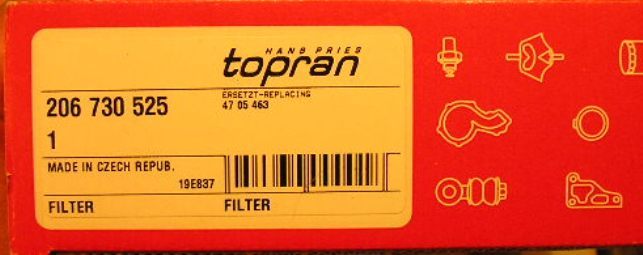 HANS PRIES
topran
206 730 525
ERSETZT-REPLACING
47 05 463
1
MADE IN CZECH REPUB.
19E837
FILTER FILTER